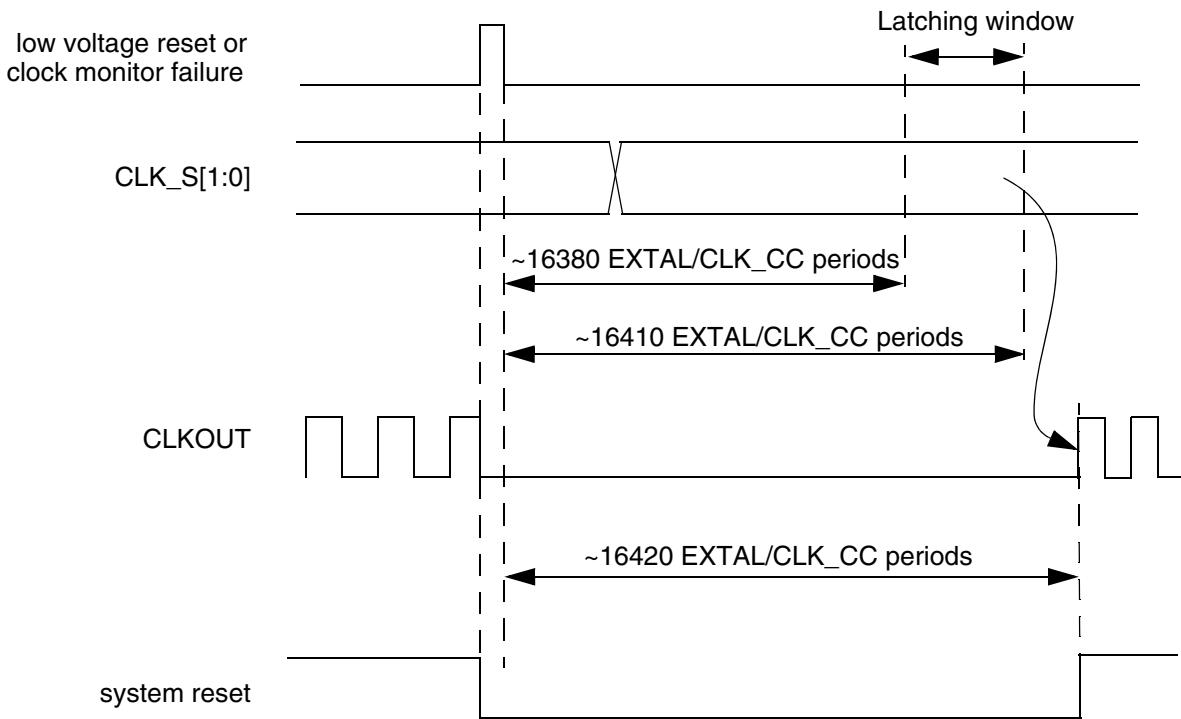 Latching window
low voltage reset or
clock monitor failure
CLK_S[1:0]
~16380 EXTAL/CLK_CC periods
~16410 EXTAL/CLK_CC periods
CLKOUT
~16420 EXTAL/CLK_CC periods
system reset